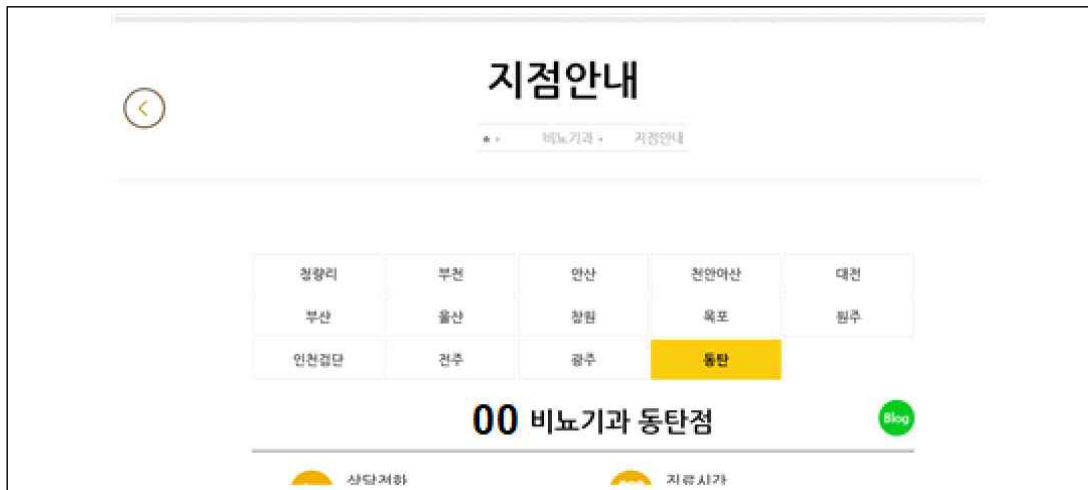 지점안내
비뇨기과 지점안내
청량리 부천 안산 천안아산 대전
부산 울산 창원 목포 원주
인천검단 전주 광주 동탄
00 비뇨기과 동탄점
Blog
상담전화 진료시간